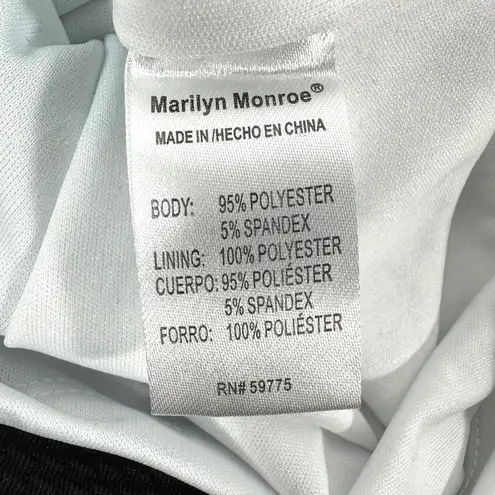 Marilyn Monroe®
MADE IN /HECHO EN CHINA
BODY: 95% POLYESTER
5% SPANDEX
LINING: 100% POLYESTER
CUERPO: 95% POLIÉSTER
5% SPANDEX
FORRO: 100% POLIÉSTER
RN# 59775